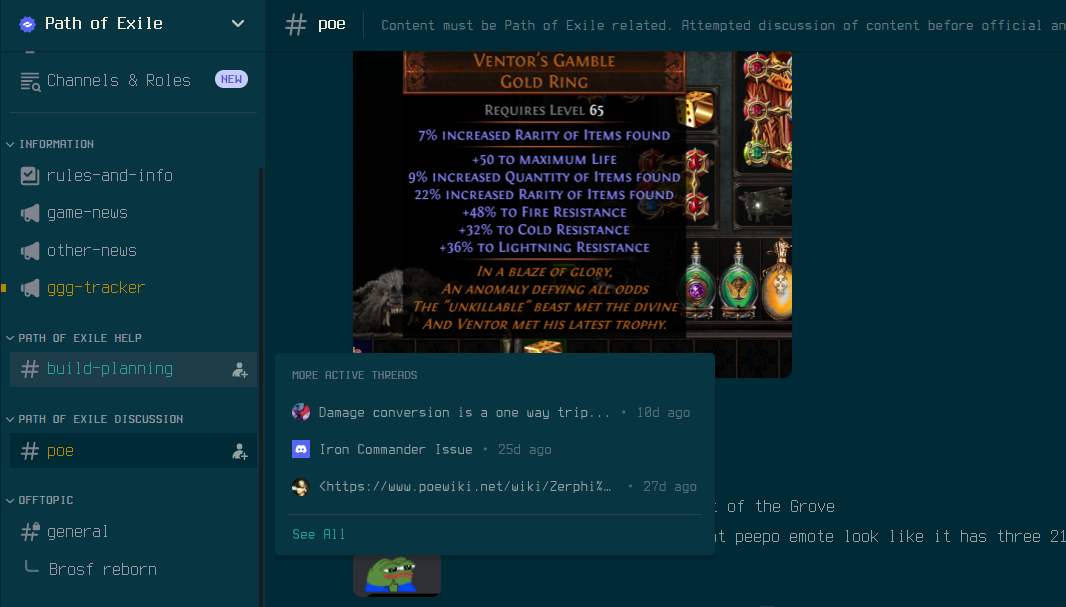 Path of Exile
Channels & Roles
NEW
INFORMATION
rules-and-info
game-news
other-news
ggg-tracker
PATH OF EXILE HELP
build-planning
PATH OF EXILE DISCUSSION
poe
OFFTOPIC
general
Brosf reborn
# poe
Content must be Path of Exile related. Attempted discussion of content before official an
VENTOR'S GAMBLE
GOLD RING
REQUIRES LEVEL 65
7% INCREASED RARITY OF ITEMS FOUND
+50 TO MAXIMUM LIFE
9% INCREASED QUANTITY OF ITEMS FOUND
22% INCREASED RARITY OF ITEMS FOUND
+48% TO FIRE RESISTANCE
+32% TO COLD RESISTANCE
+36% TO LIGHTNING RESISTANCE
IN A BLAZE OF GLORY,
AN ANOMALY DEFYING ALL ODDS
THE "UNKILLABLE" BEAST MET THE DIVINE
AND VENTOR MET HIS LATEST TROPHY.
MORE ACTIVE THREADS
Damage conversion is a one way trip... • 10d ago
Iron Commander Issue • 25d ago
<https://www.poewiki.net/wiki/Zerphi%… • 27d ago
See All
of the Grove
peepo emote look like it has three 21